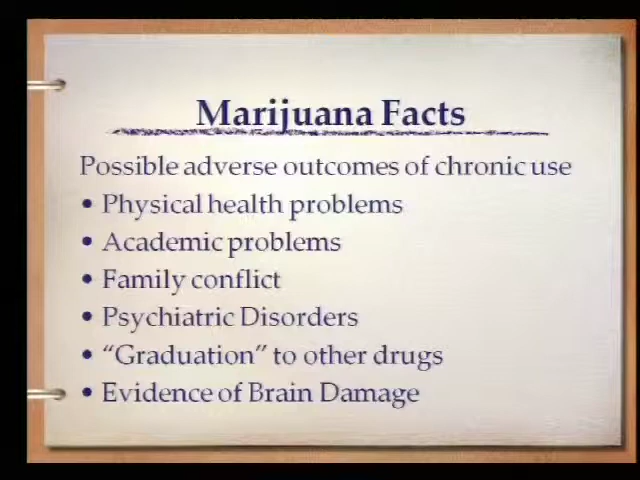 Marijuana Facts
Possible adverse outcomes of chronic use
• Physical health problems
• Academic problems
• Family conflict
• Psychiatric Disorders
• “Graduation” to other drugs
• Evidence of Brain Damage